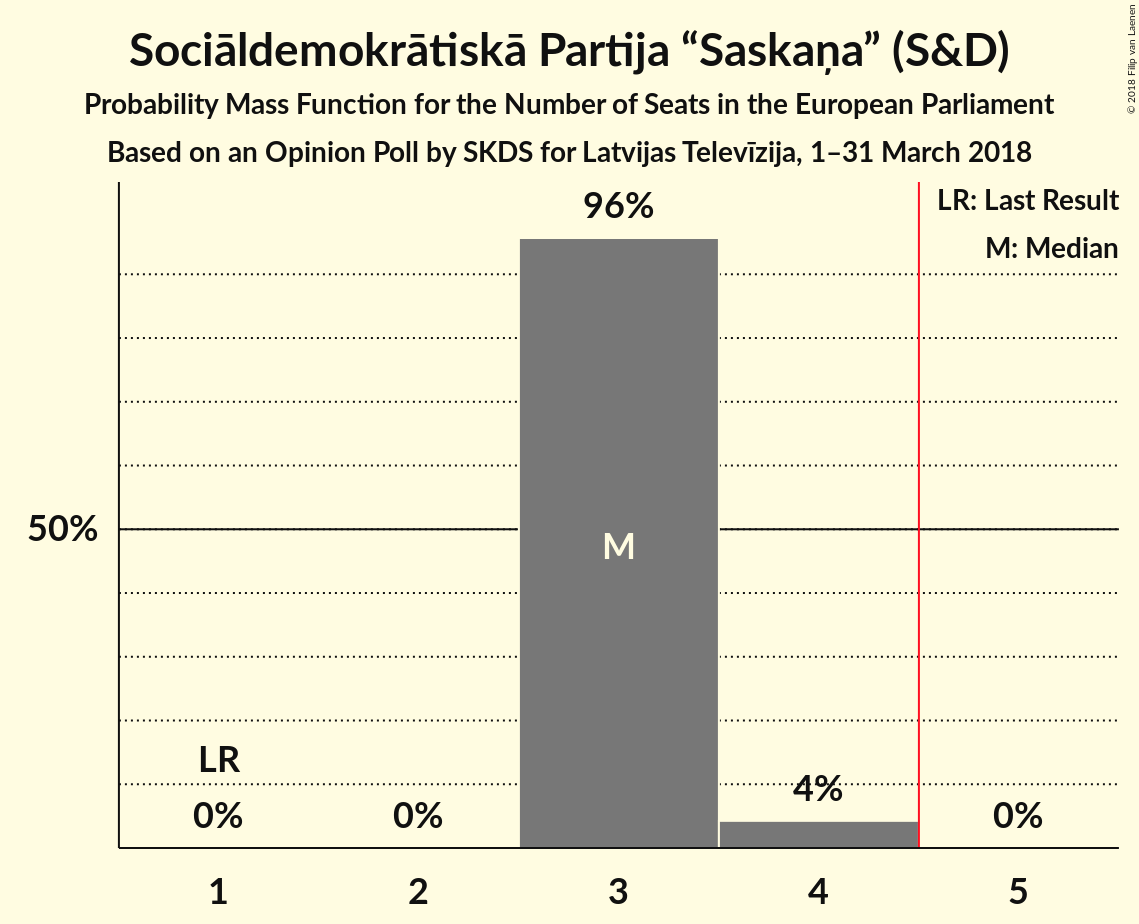 Sociāldemokrātiskā Partija “Saskaņa” (S&D)
Probability Mass Function for the Number of Seats in the European Parliament
Based on an Opinion Poll by SKDS for Latvijas Televīzija, 1–31 March 2018
© 2018 Filip van Laenen
LR: Last Result
M: Median
96%
50%
M
LR
0%
0%
4%
0%
1
2
3
4
5